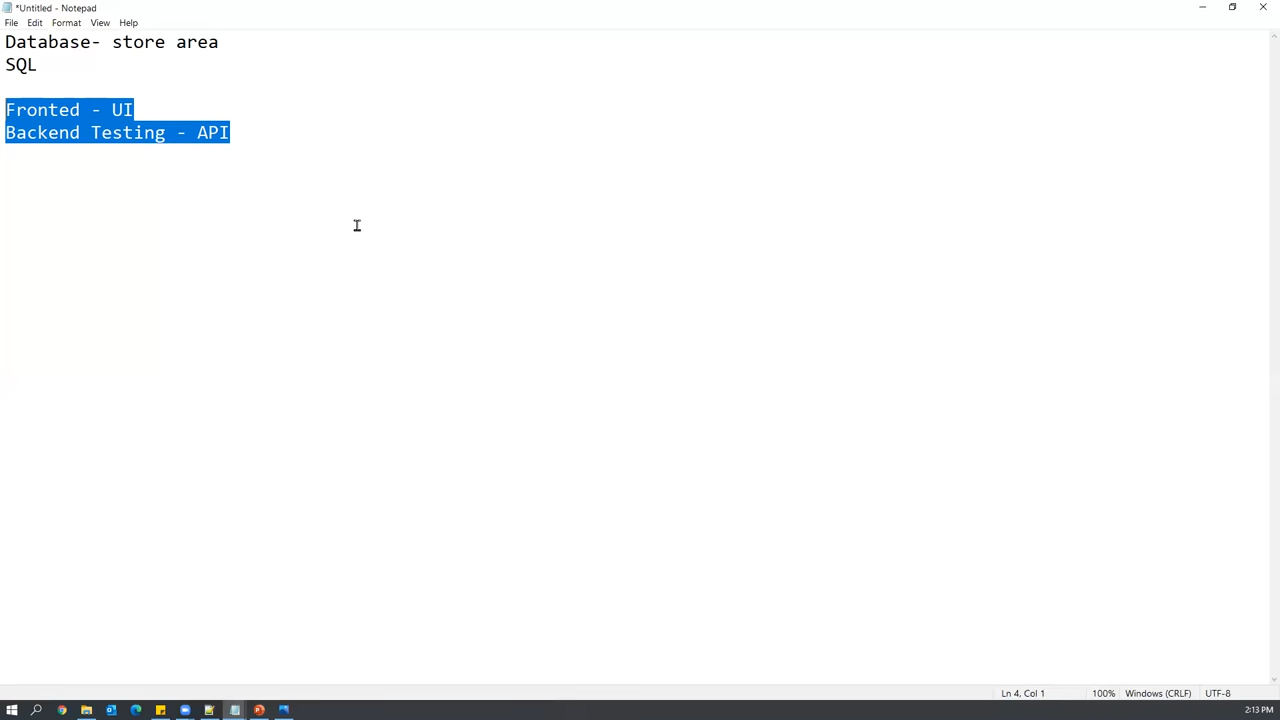 *Untitled - Notepad
File Edit Format View Help
Database- store area
SQL
Fronted - UI
Backend Testing - API
Ln 4, Col 1 100% Windows (CRLF) UTF-8
2:13 PM